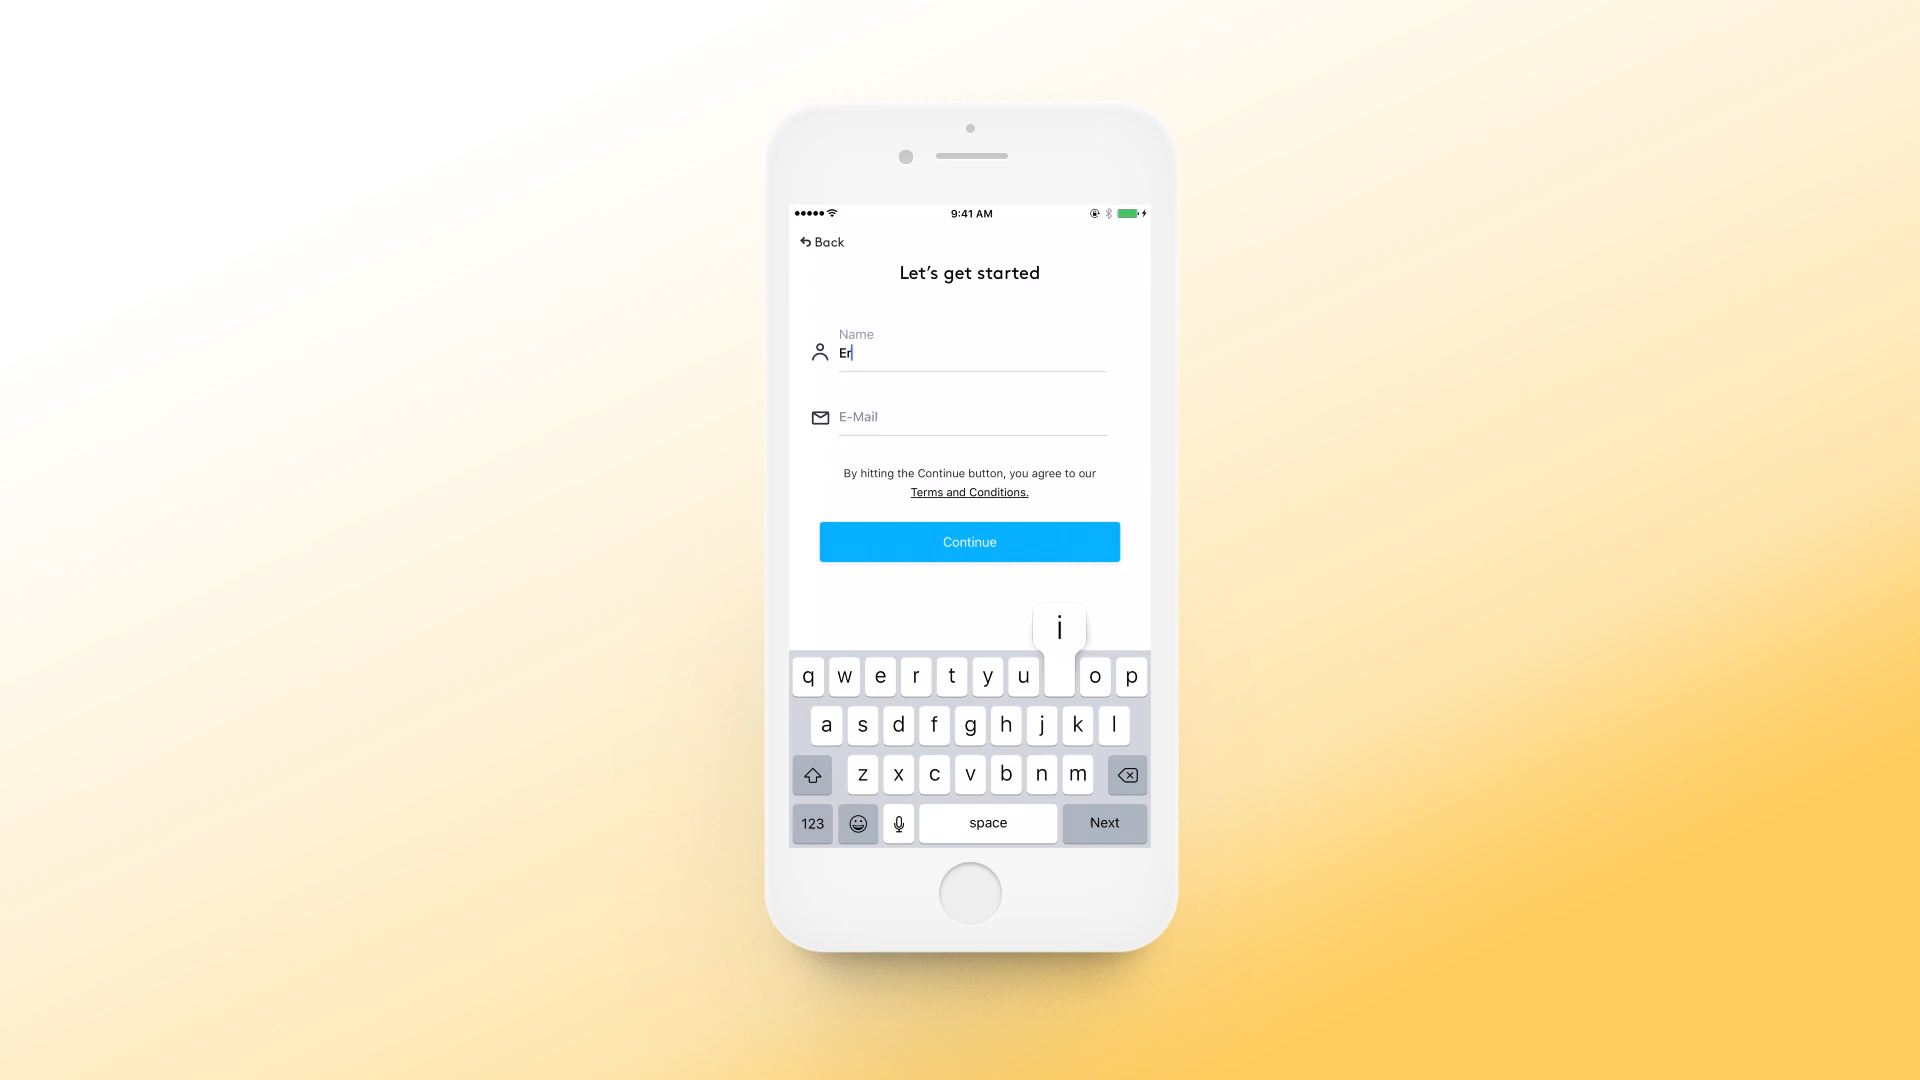 9:41 AM
Back
Let's get started
Name
Er
E-Mail
By hitting the Continue button, you agree to our
Terms and Conditions.
Continue
i
q w e r t y u o p
a s d f g h j k l
z x c v b n m
123 space Next